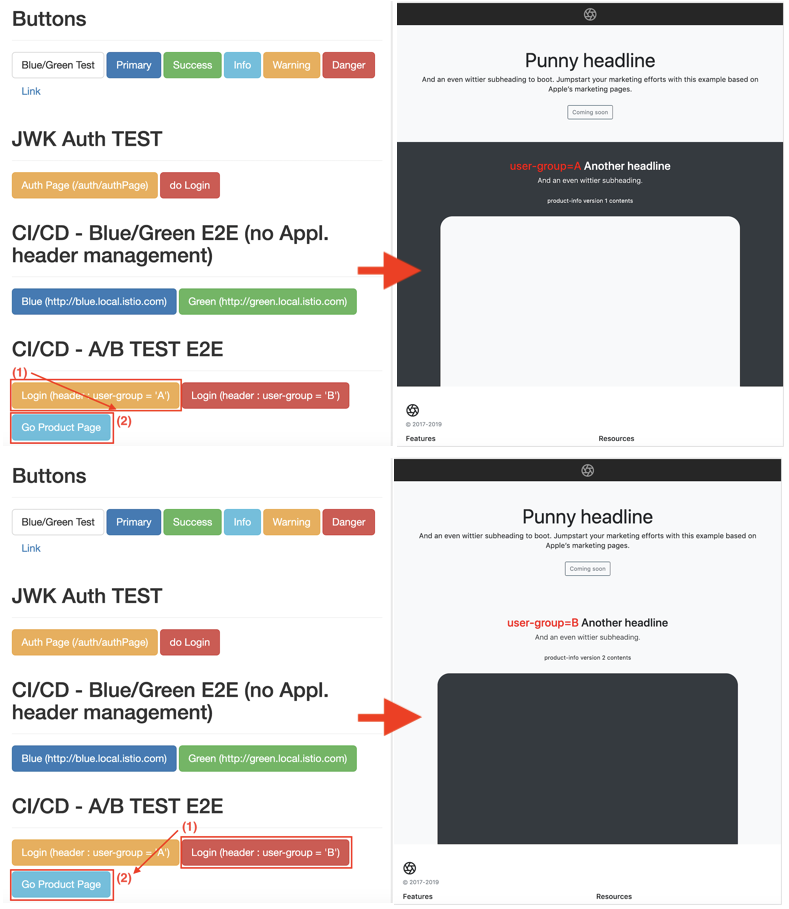 Buttons
Blue/Green Test Primary Success Info Warning Danger
Link
JWK Auth TEST
Auth Page (/auth/authPage) do Login
CI/CD - Blue/Green E2E (no Appl.
header management)
Blue (http://blue.local.istio.com) Green (http://green.local.istio.com)
CI/CD - A/B TEST E2E
(1)
Login (header : user-group = 'A') Login (header : user-group = 'B')
Go Product Page (2)
Punny headline
And an even wittier subheading to boot. Jumpstart your marketing efforts with this example based on
Apple's marketing pages.
Coming soon
user-group=A Another headline
And an even wittier subheading.
product-info version 1 contents
© 2017-2019
Features Resources
Buttons
Blue/Green Test Primary Success Info Warning Danger
Link
JWK Auth TEST
Auth Page (/auth/authPage) do Login
CI/CD - Blue/Green E2E (no Appl.
header management)
Blue (http://blue.local.istio.com) Green (http://green.local.istio.com)
CI/CD - A/B TEST E2E
(1)
Login (header : user-group = 'A') Login (header : user-group = 'B')
Go Product Page (2)
Punny headline
And an even wittier subheading to boot. Jumpstart your marketing efforts with this example based on
Apple's marketing pages.
Coming soon
user-group=B Another headline
And an even wittier subheading.
product-info version 2 contents
© 2017-2019
Features Resources